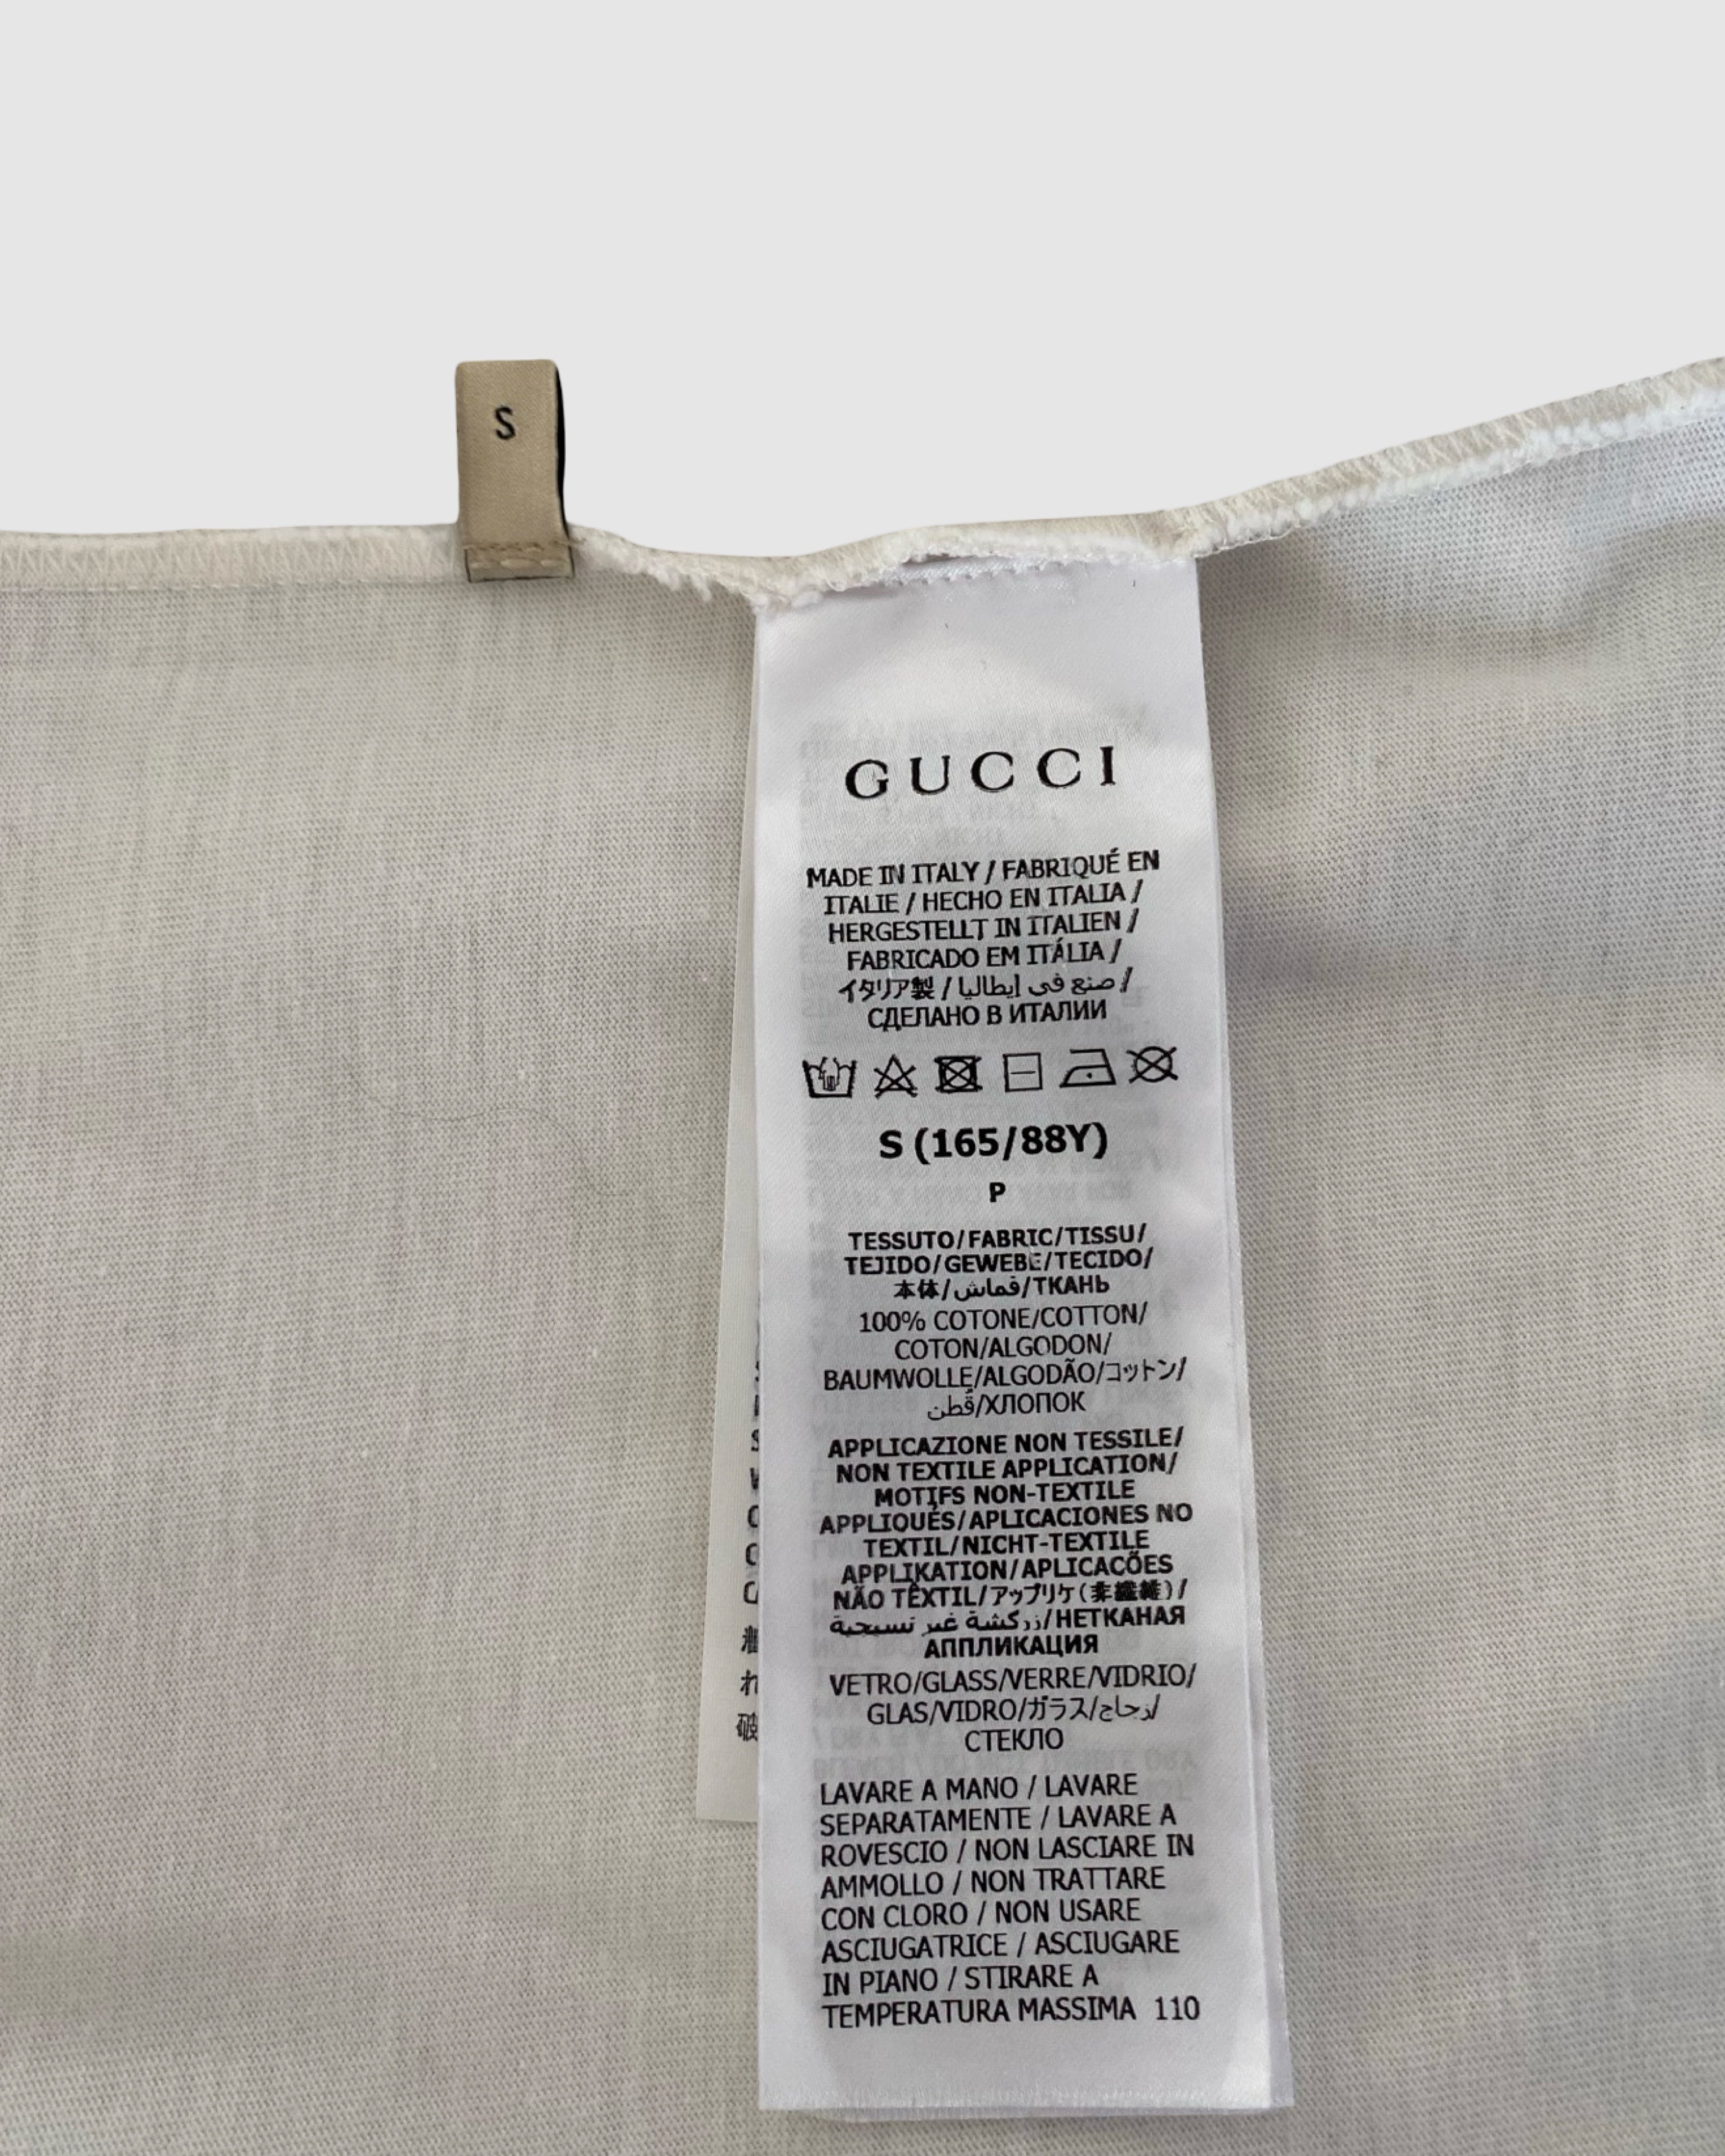 S
GUCCI
MADE IN ITALY / FABRIQUÉ EN
ITALIE / HECHO EN ITALIA /
HERGESTELLT IN ITALIEN /
FABRICADO EM ITÁLIA /
イタリア製 / صنع في إيطاليا /
СДЕЛАНО В ИТАЛИИ
S (165/88Y)
P
TESSUTO/FABRIC/TISSU/
TEJIDO/GEWEBE/TECIDO/
本体/قماش/ТКАНЬ
100% COTONE/COTTON/
COTON/ALGODON/
BAUMWOLLE/ALGODÃO/コットン/
قُطن/ХЛОПОК
APPLICAZIONE NON TESSILE/
NON TEXTILE APPLICATION/
MOTIFS NON-TEXTILE
APPLIQUÉS/APLICACIONES NO
TEXTIL/NICHT-TEXTILE
APPLIKATION/APLICAÇÕES
NÃO TÊXTIL/アップリケ(非繊維)/
زركشة غير نسيجية/НЕТКАНАЯ
АППЛИКАЦИЯ
VETRO/GLASS/VERRE/VIDRIO/
GLAS/VIDRO/ガラス/زجاج/
СТЕКЛО
LAVARE A MANO / LAVARE
SEPARATAMENTE / LAVARE A
ROVESCIO / NON LASCIARE IN
AMMOLLO / NON TRATTARE
CON CLORO / NON USARE
ASCIUGATRICE / ASCIUGARE
IN PIANO / STIRARE A
TEMPERATURA MASSIMA 110